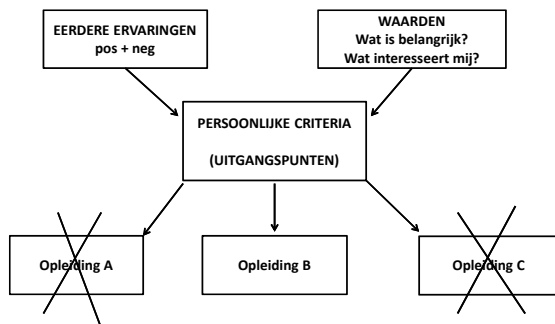 EERDERE ERVARINGEN
pos + neg
WAARDEN
Wat is belangrijk?
Wat interesseert mij?
PERSOONLIJKE CRITERIA
(UITGANGSPUNTEN)
Opleiding A
Opleiding B
Opleiding C